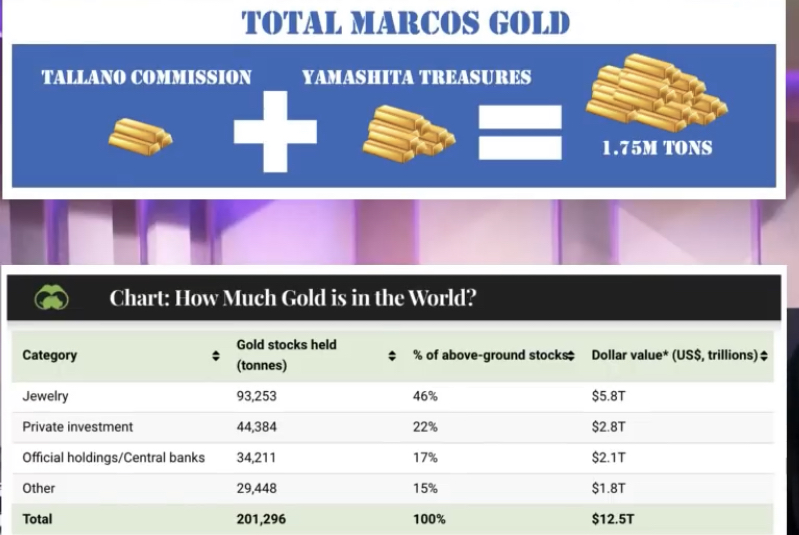 TOTAL MARCOS GOLD
TALLANO COMMISSION
YAMASHITA TREASURES
1.75M TONS
Chart: How Much Gold is in the World?
Category Gold stocks held (tonnes) % of above-ground stocks Dollar value* (US$, trillions)
Jewelry 93,253 46% $5.8T
Private investment 44,384 22% $2.8T
Official holdings/Central banks 34,211 17% $2.1T
Other 29,448 15% $1.8T
Total 201,296 100% $12.5T